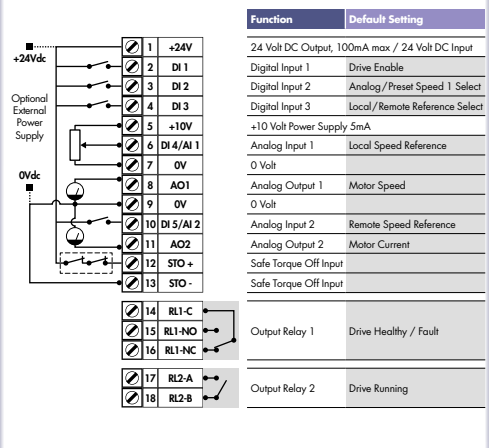 Function Default Setting
+24Vdc
Optional
External
Power
Supply
0Vdc
1 +24V 24 Volt DC Output, 100mA max / 24 Volt DC Input
2 DI 1 Digital Input 1 Drive Enable
3 DI 2 Digital Input 2 Analog/Preset Speed 1 Select
4 DI 3 Digital Input 3 Local/Remote Reference Select
5 +10V +10 Volt Power Supply 5mA
6 DI 4/AI 1 Analog Input 1 Local Speed Reference
7 0V 0 Volt
8 AO1 Analog Output 1 Motor Speed
9 0V 0 Volt
10 DI 5/AI 2 Analog Input 2 Remote Speed Reference
11 AO2 Analog Output 2 Motor Current
12 STO + Safe Torque Off Input
13 STO - Safe Torque Off Input
14 RL1-C
15 RL1-NO Output Relay 1 Drive Healthy / Fault
16 RL1-NC
17 RL2-A
Output Relay 2 Drive Running
18 RL2-B